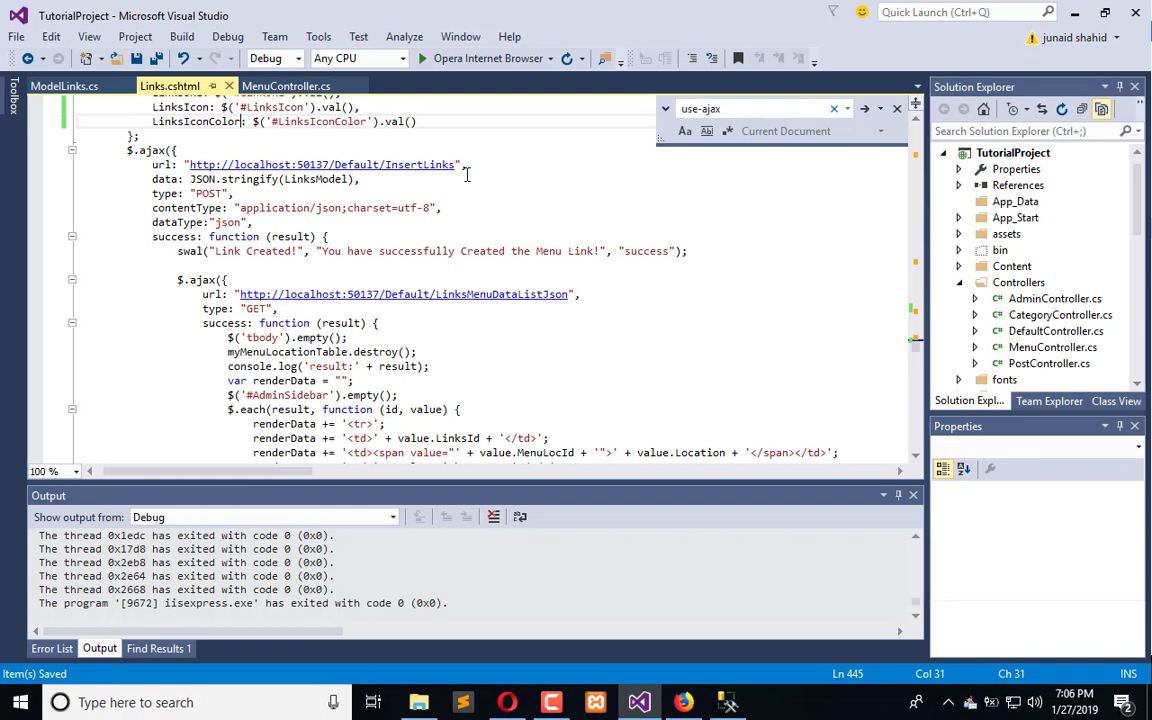 TutorialProject - Microsoft Visual Studio
Quick Launch (Ctrl+Q)
File Edit View Project Build Debug Team Tools Test Analyze Window Help
junaid shahid
Debug Any CPU Open Internet Browser
Toolbox
ModelLinks.cs Links.cshtml MenuController.cs
use-ajax
Current Document
LinksIcon: $('#LinksIcon').val(),
LinksIconColor: $('#LinksIconColor').val()
};
$.ajax({
url: "http://localhost:50137/Default/InsertLinks",
data: JSON.stringify(LinksModel),
type: "POST",
contentType: "application/json;charset=utf-8",
dataType:"json",
success: function (result) {
swal("Link Created!", "You have successfully Created the Menu Link!", "success");
$.ajax({
url: "http://localhost:50137/Default/LinksMenuDataListJson",
type: "GET",
success: function (result) {
$('tbody').empty();
myMenuLocationTable.destroy();
console.log('result:' + result);
var renderData = "";
$('#AdminSidebar').empty();
$.each(result, function (id, value) {
renderData += '<tr>';
renderData += '<td>' + value.LinksId + '</td>';
renderData += '<td><span value="' + value.MenuLocId + '">' + value.Location + '</span></td>';
100 %
Solution Explorer
Search Solution Explorer (Ctrl+;)
TutorialProject
Properties
References
App_Data
App_Start
assets
bin
Content
Controllers
AdminController.cs
CategoryController.cs
DefaultController.cs
MenuController.cs
PostController.cs
fonts
Solution Expl... Team Explorer Class View
Properties
Output
Show output from: Debug
The thread 0x1edc has exited with code 0 (0x0).
The thread 0x17d8 has exited with code 0 (0x0).
The thread 0x2eb8 has exited with code 0 (0x0).
The thread 0x2e64 has exited with code 0 (0x0).
The thread 0x2668 has exited with code 0 (0x0).
The program '[9672] iisexpress.exe' has exited with code 0 (0x0).
Error List Output Find Results 1
Item(s) Saved Ln 445 Col 31 Ch 31 INS
Type here to search
7:06 PM
1/27/2019